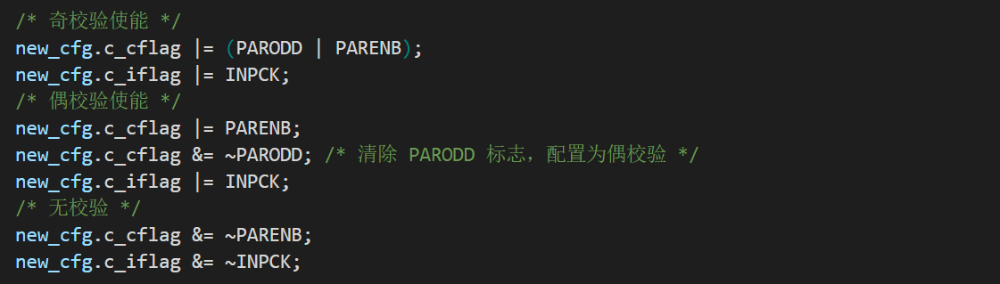 /* 奇校验使能 */
new_cfg.c_cflag |= (PARODD | PARENB);
new_cfg.c_iflag |= INPCK;
/* 偶校验使能 */
new_cfg.c_cflag |= PARENB;
new_cfg.c_cflag &= ~PARODD; /* 清除 PARODD 标志，配置为偶校验 */
new_cfg.c_iflag |= INPCK;
/* 无校验 */
new_cfg.c_cflag &= ~PARENB;
new_cfg.c_iflag &= ~INPCK;